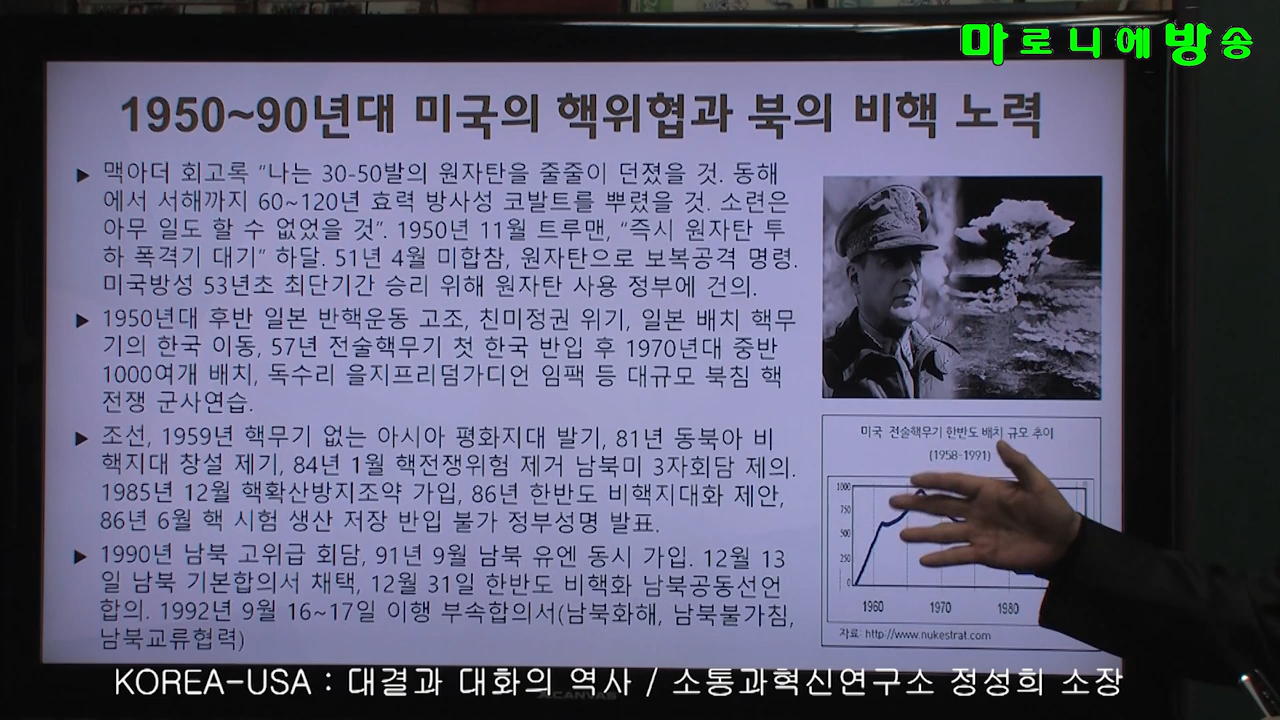 마로니에방송
1950~90년대 미국의 핵위협과 북의 비핵 노력
▶ 맥아더 회고록 “나는 30-50발의 원자탄을 줄줄이 던졌을 것. 동해
에서 서해까지 60~120년 효력 방사성 코발트를 뿌렸을 것. 소련은
아무 일도 할 수 없었을 것”. 1950년 11월 트루맨, “즉시 원자탄 투
하 폭격기 대기” 하달. 51년 4월 미합참, 원자탄으로 보복공격 명령.
미국방성 53년초 최단기간 승리 위해 원자탄 사용 정부에 건의.
▶ 1950년대 후반 일본 반핵운동 고조, 친미정권 위기, 일본 배치 핵무
기의 한국 이동, 57년 전술핵무기 첫 한국 반입 후 1970년대 중반
1000여개 배치, 독수리 을지프리덤가디언 임팩 등 대규모 북침 핵
전쟁 군사연습.
▶ 조선, 1959년 핵무기 없는 아시아 평화지대 발기, 81년 동북아 비
핵지대 창설 제기, 84년 1월 핵전쟁위험 제거 남북미 3자회담 제의.
1985년 12월 핵확산방지조약 가입, 86년 한반도 비핵지대화 제안,
86년 6월 핵 시험 생산 저장 반입 불가 정부성명 발표.
▶ 1990년 남북 고위급 회담, 91년 9월 남북 유엔 동시 가입. 12월 13
일 남북 기본합의서 채택, 12월 31일 한반도 비핵화 남북공동선언
합의. 1992년 9월 16~17일 이행 부속합의서(남북화해, 남북불가침,
남북교류협력)
미국 전술핵무기 한반도 배치 규모 추이
(1958-1991)
1000
750
500
250
0
1960 1970 1980
자료: http://www.nukestrat.com
KOREA-USA : 대결과 대화의 역사 / 소통과혁신연구소 정성희 소장